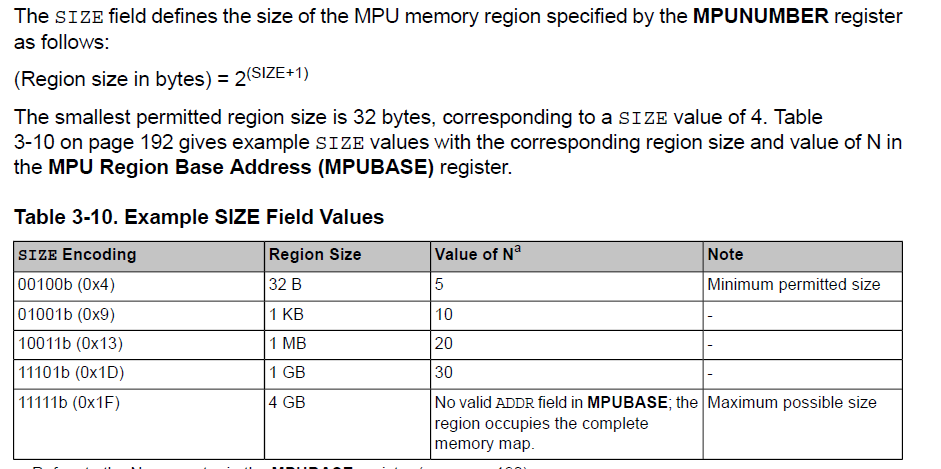 The SIZE field defines the size of the MPU memory region specified by the MPUNUMBER register
as follows:
(Region size in bytes) = 2^(SIZE+1)
The smallest permitted region size is 32 bytes, corresponding to a SIZE value of 4. Table
3-10 on page 192 gives example SIZE values with the corresponding region size and value of N in
the MPU Region Base Address (MPUBASE) register.
Table 3-10. Example SIZE Field Values
SIZE Encoding Region Size Value of N^a Note
00100b (0x4) 32 B 5 Minimum permitted size
01001b (0x9) 1 KB 10 -
10011b (0x13) 1 MB 20 -
11101b (0x1D) 1 GB 30 -
11111b (0x1F) 4 GB No valid ADDR field in MPUBASE; the Maximum possible size
region occupies the complete
memory map.